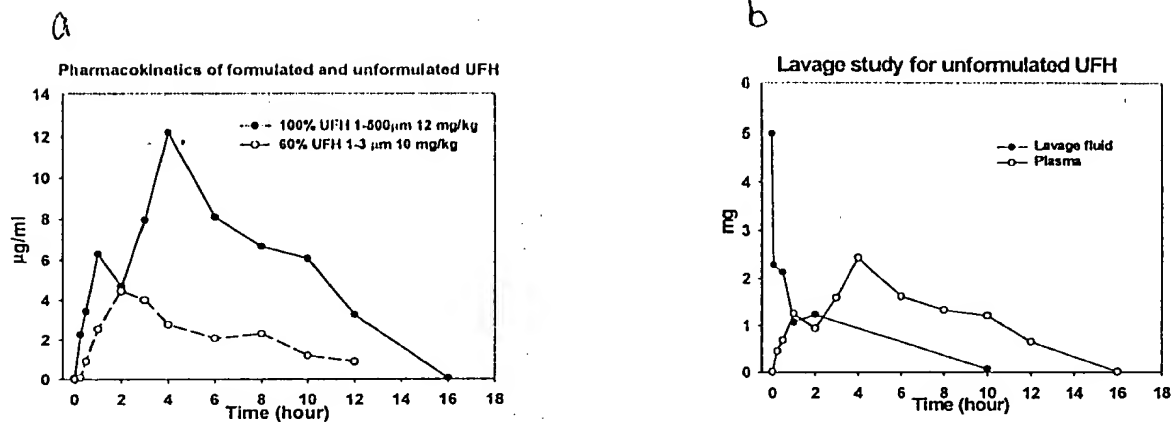 a
Pharmacokinetics of formulated and unformulated UFH
14
12
10
8
6
4
2
0
µg/ml
100% UFH 1-500µm 12 mg/kg
60% UFH 1-3 µm 10 mg/kg
0 2 4 6 8 10 12 14 16 18
Time (hour)
b
Lavage study for unformulated UFH
6
5
4
3
2
1
0
mg
Lavage fluid
Plasma
0 2 4 6 8 10 12 14 16 18
Time (hour)